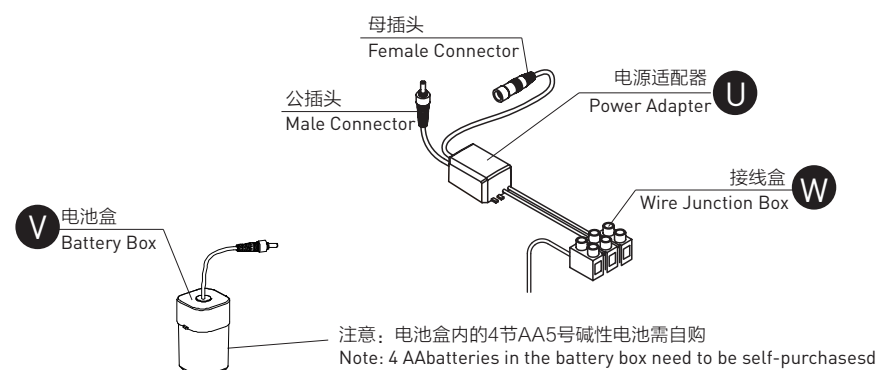 母插头
Female Connector
电源适配器
U
Power Adapter
公插头
Male Connector
接线盒
W
Wire Junction Box
V
电池盒
Battery Box
注意：电池盒内的4节AA5号碱性电池需自购
Note: 4 AAbatteries in the battery box need to be self-purchasesd